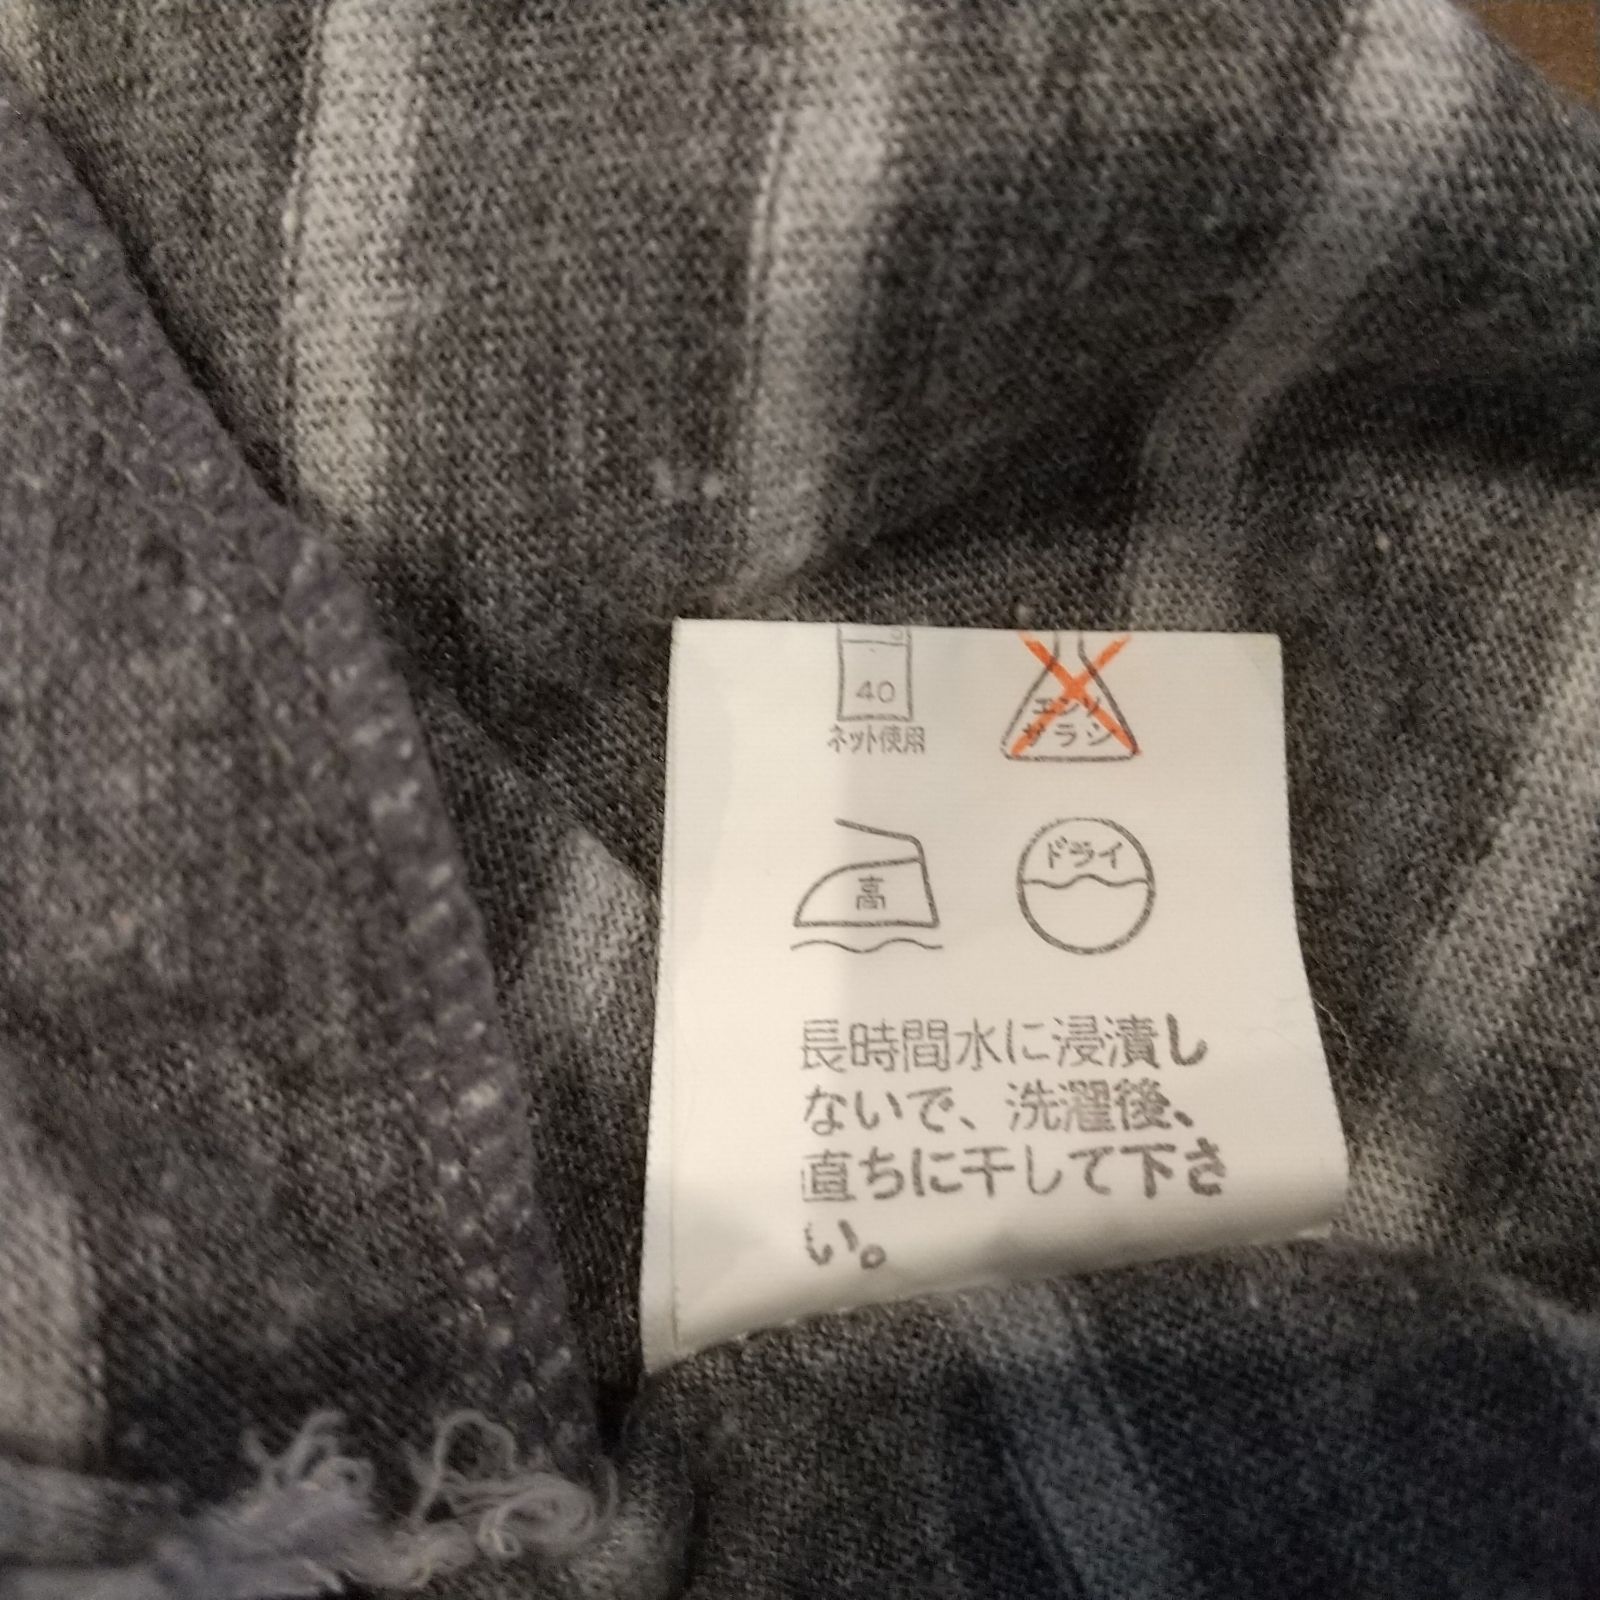 40
ネット使用
エンソ
サラシ
高
ドライ
長時間水に浸漬し
ないで、洗濯後、
直ちに干して下さ
い。